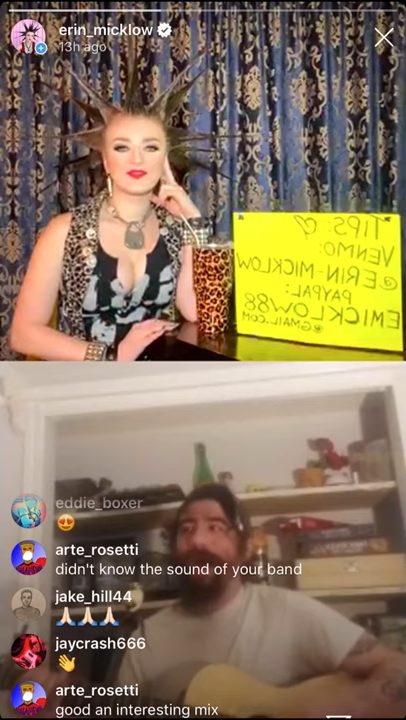 erin_micklow
13h ago
TIPS: ♡
VENMO:
@ERIN-MICKLOW
PAYPAL:
EMICKLOW88
@GMAIL.COM
eddie_boxer
😍
arte_rosetti
didn't know the sound of your band
jake_hill44
🙏🏻🙏🏻🙏🏻
jaycrash666
👋
arte_rosetti
good an interesting mix